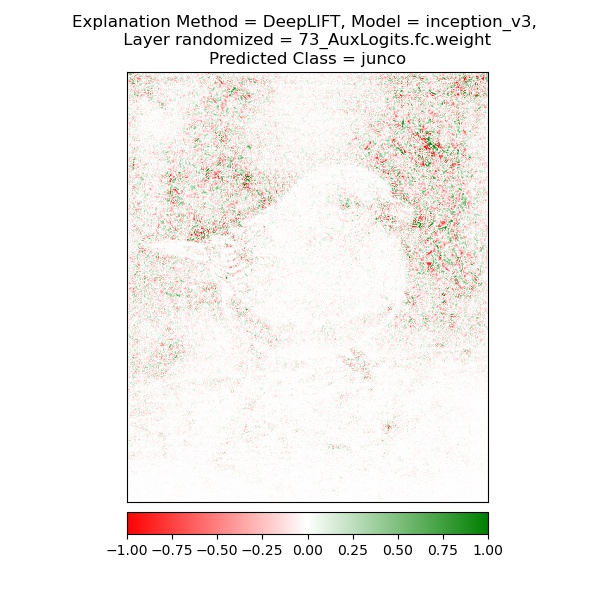 Explanation Method = DeepLIFT, Model = inception_v3,
Layer randomized = 73_AuxLogits.fc.weight
Predicted Class = junco
−1.00 −0.75 −0.50 −0.25 0.00 0.25 0.50 0.75 1.00